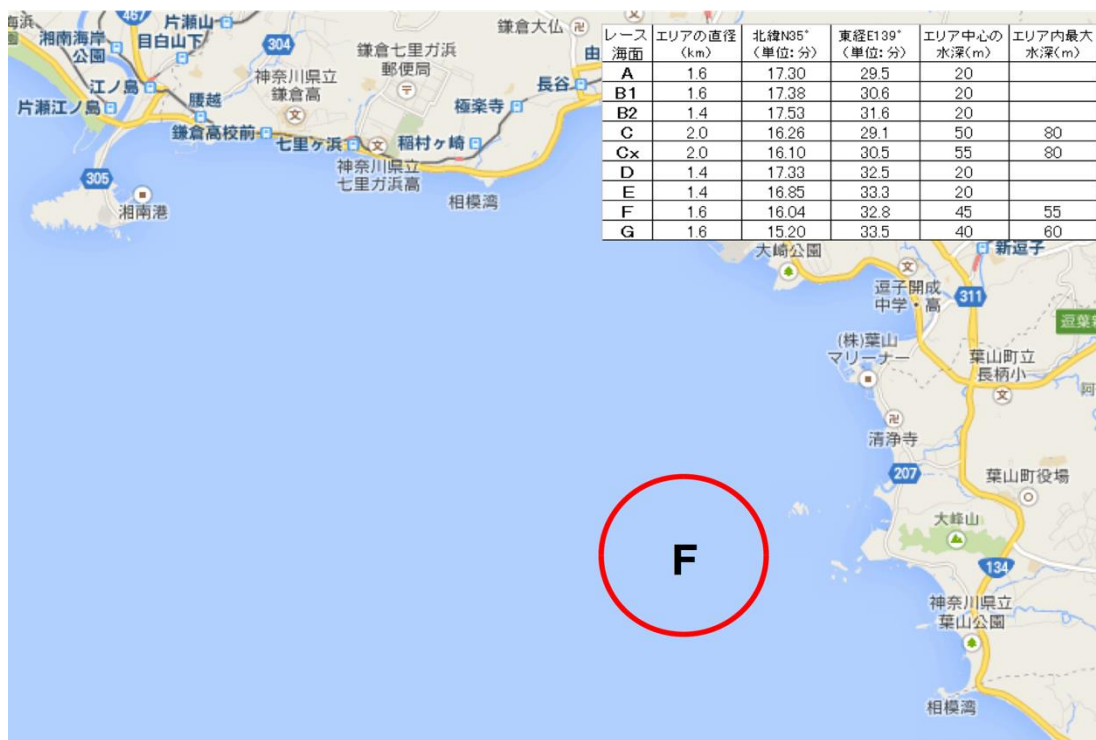 海浜
467
片瀬山
湘南海岸
公園
目白山下
304
鎌倉大仏
鎌倉七里ガ浜
郵便局
由
神奈川県立
鎌倉高
長谷
江ノ島
極楽寺
片瀬江ノ島
腰越
鎌倉高校前
七里ヶ浜
稲村ヶ崎
神奈川県立
七里ガ浜高
305
湘南港
相模湾
レース
海面 エリアの直径
(km) 北緯N35°
(単位:分) 東経E139°
(単位:分) エリア中心の
水深(m) エリア内最大
水深(m)
A 1.6 17.30 29.5 20
B1 1.6 17.38 30.6 20
B2 1.4 17.53 31.6 20
C 2.0 16.26 29.1 50 80
Cx 2.0 16.10 30.5 55 80
D 1.4 17.33 32.5 20
E 1.4 16.85 33.3 20
F 1.6 16.04 32.8 45 55
G 1.6 15.20 33.5 40 60
大崎公園
新逗子
逗子開成
中学・高
311
逗葉新
(株)葉山
マリーナー
葉山町立
長柄小
阿
清浄寺
207
葉山町役場
大峰山
F
134
神奈川県立
葉山公園
相模湾